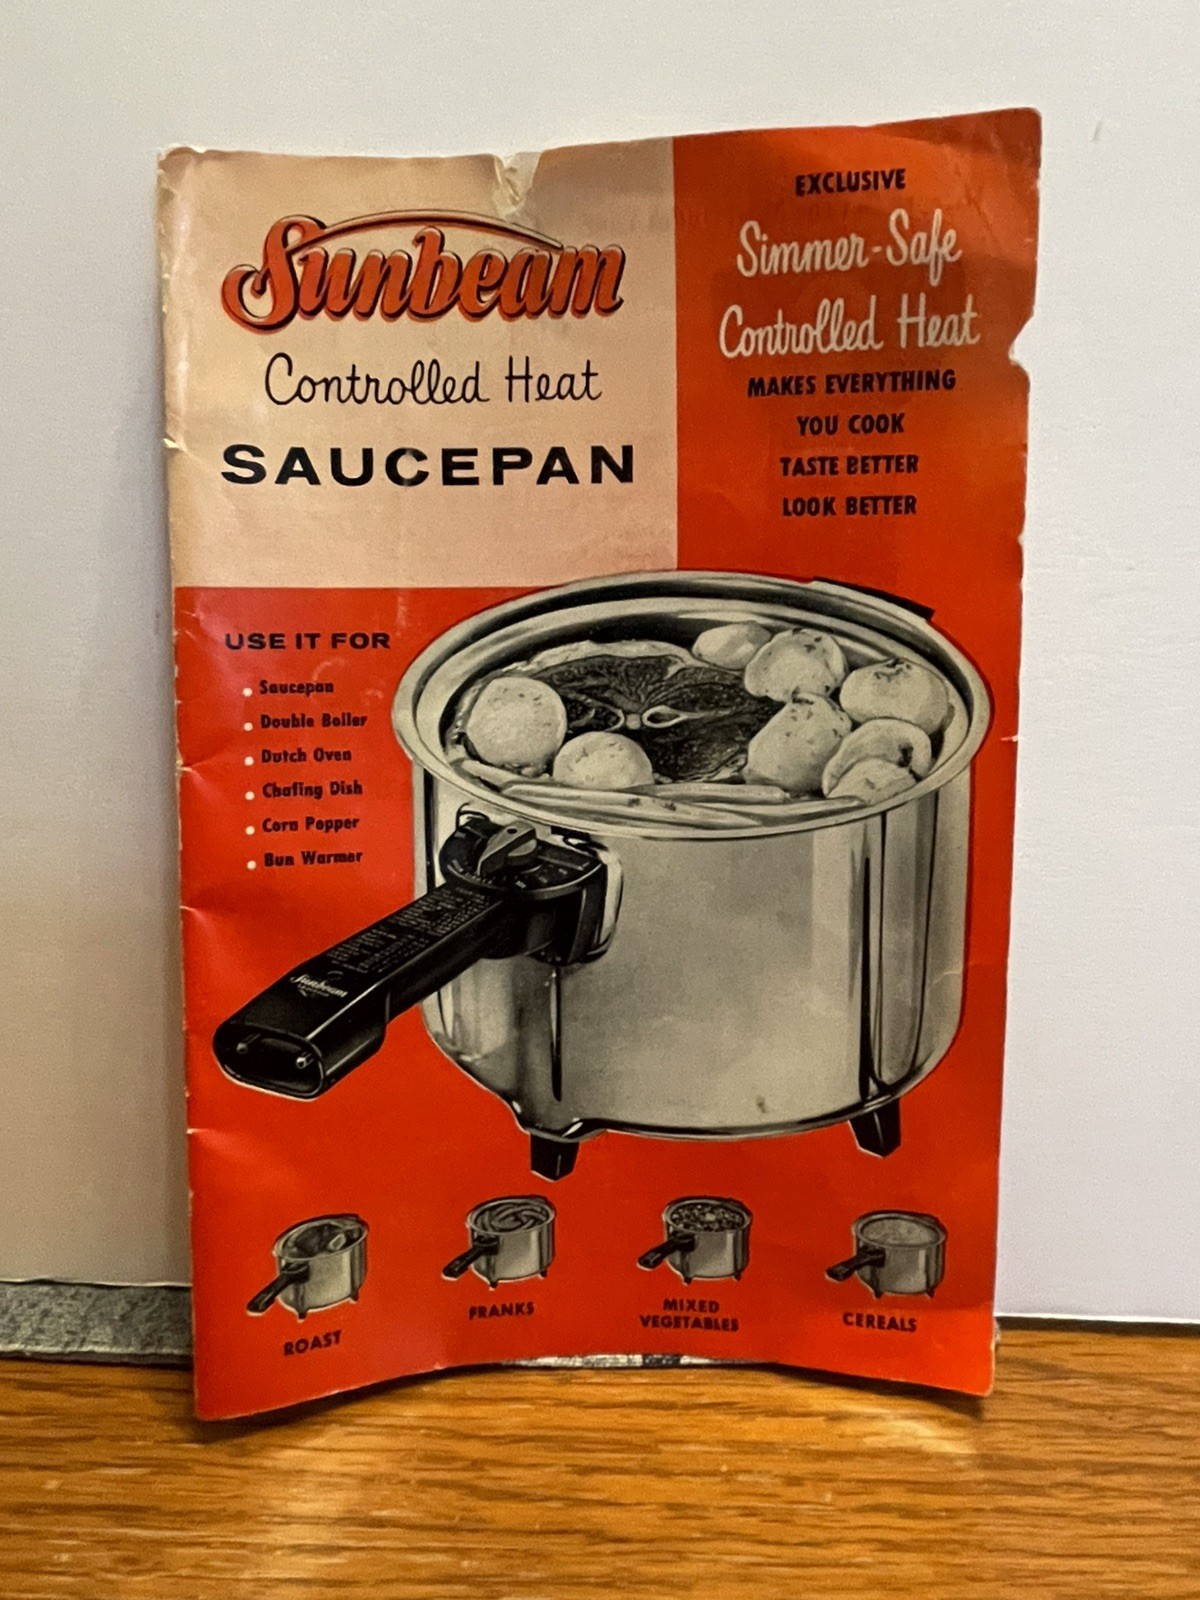 Sunbeam
Controlled Heat
SAUCEPAN
EXCLUSIVE
Simmer-Safe
Controlled Heat
MAKES EVERYTHING
YOU COOK
TASTE BETTER
LOOK BETTER
USE IT FOR
• Saucepan
• Double Boiler
• Dutch Oven
• Chafing Dish
• Corn Popper
• Bun Warmer
Sunbeam
ROAST
FRANKS
MIXED
VEGETABLES
CEREALS